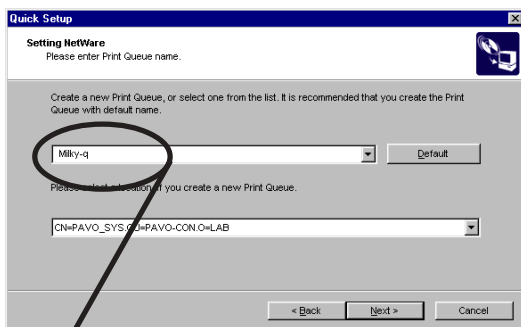 Quick Setup
Setting NetWare
Please enter Print Queue name.
Create a new Print Queue, or select one from the list. It is recommended that you create the Print
Queue with default name.
Milky-q
Default
Please select a location if you create a new Print Queue.
CN=PAVO_SYS.OU=PAVO-CON.O=LAB
< Back
Next >
Cancel